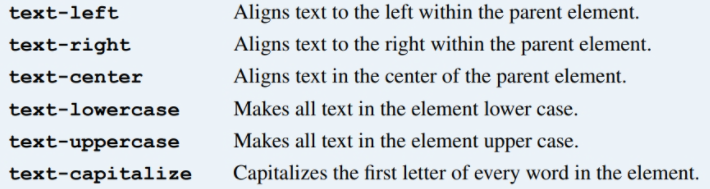 text-left Aligns text to the left within the parent element.
text-right Aligns text to the right within the parent element.
text-center Aligns text in the center of the parent element.
text-lowercase Makes all text in the element lower case.
text-uppercase Makes all text in the element upper case.
text-capitalize Capitalizes the first letter of every word in the element.